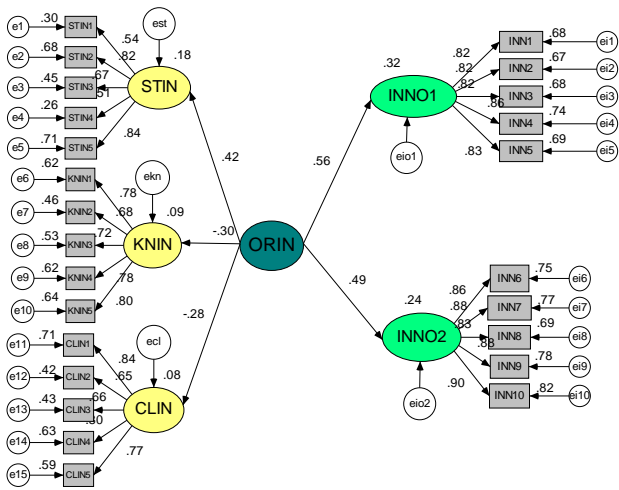 e1 .30 STIN1
e2 .68 STIN2
e3 .45 STIN3
e4 .26 STIN4
e5 .71 STIN5
.54
.82
.67
.51
.84
est
.18
STIN
e6 .62 KNIN1
e7 .46 KNIN2
e8 .53 KNIN3
e9 .62 KNIN4
e10 .64 KNIN5
.78
.68
.72
.78
.80
ekn
.09
KNIN
e11 .71 CLIN1
e12 .42 CLIN2
e13 .43 CLIN3
e14 .63 CLIN4
e15 .59 CLIN5
.84
.65
.66
.77
ecl
.08
CLIN
.42
-.30
-.28
ORIN
.56
.49
.32
INNO1
eio1
.82
.82
.82
.86
.83
INN1 .68 ei1
INN2 .67 ei2
INN3 .68 ei3
INN4 .74 ei4
INN5 .69 ei5
.24
INNO2
eio2
.86
.88
.83
.88
.90
INN6 .75 ei6
INN7 .77 ei7
INN8 .69 ei8
INN9 .78 ei9
INN10 .82 ei10